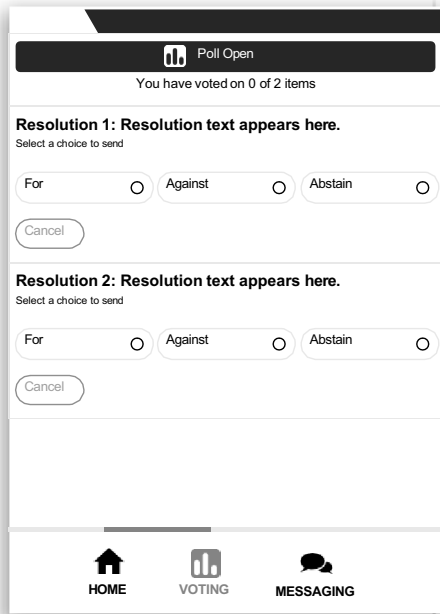 Poll Open
You have voted on 0 of 2 items
Resolution 1: Resolution text appears here.
Select a choice to send
For Against Abstain
Cancel
Resolution 2: Resolution text appears here.
Select a choice to send
For Against Abstain
Cancel
HOME VOTING MESSAGING